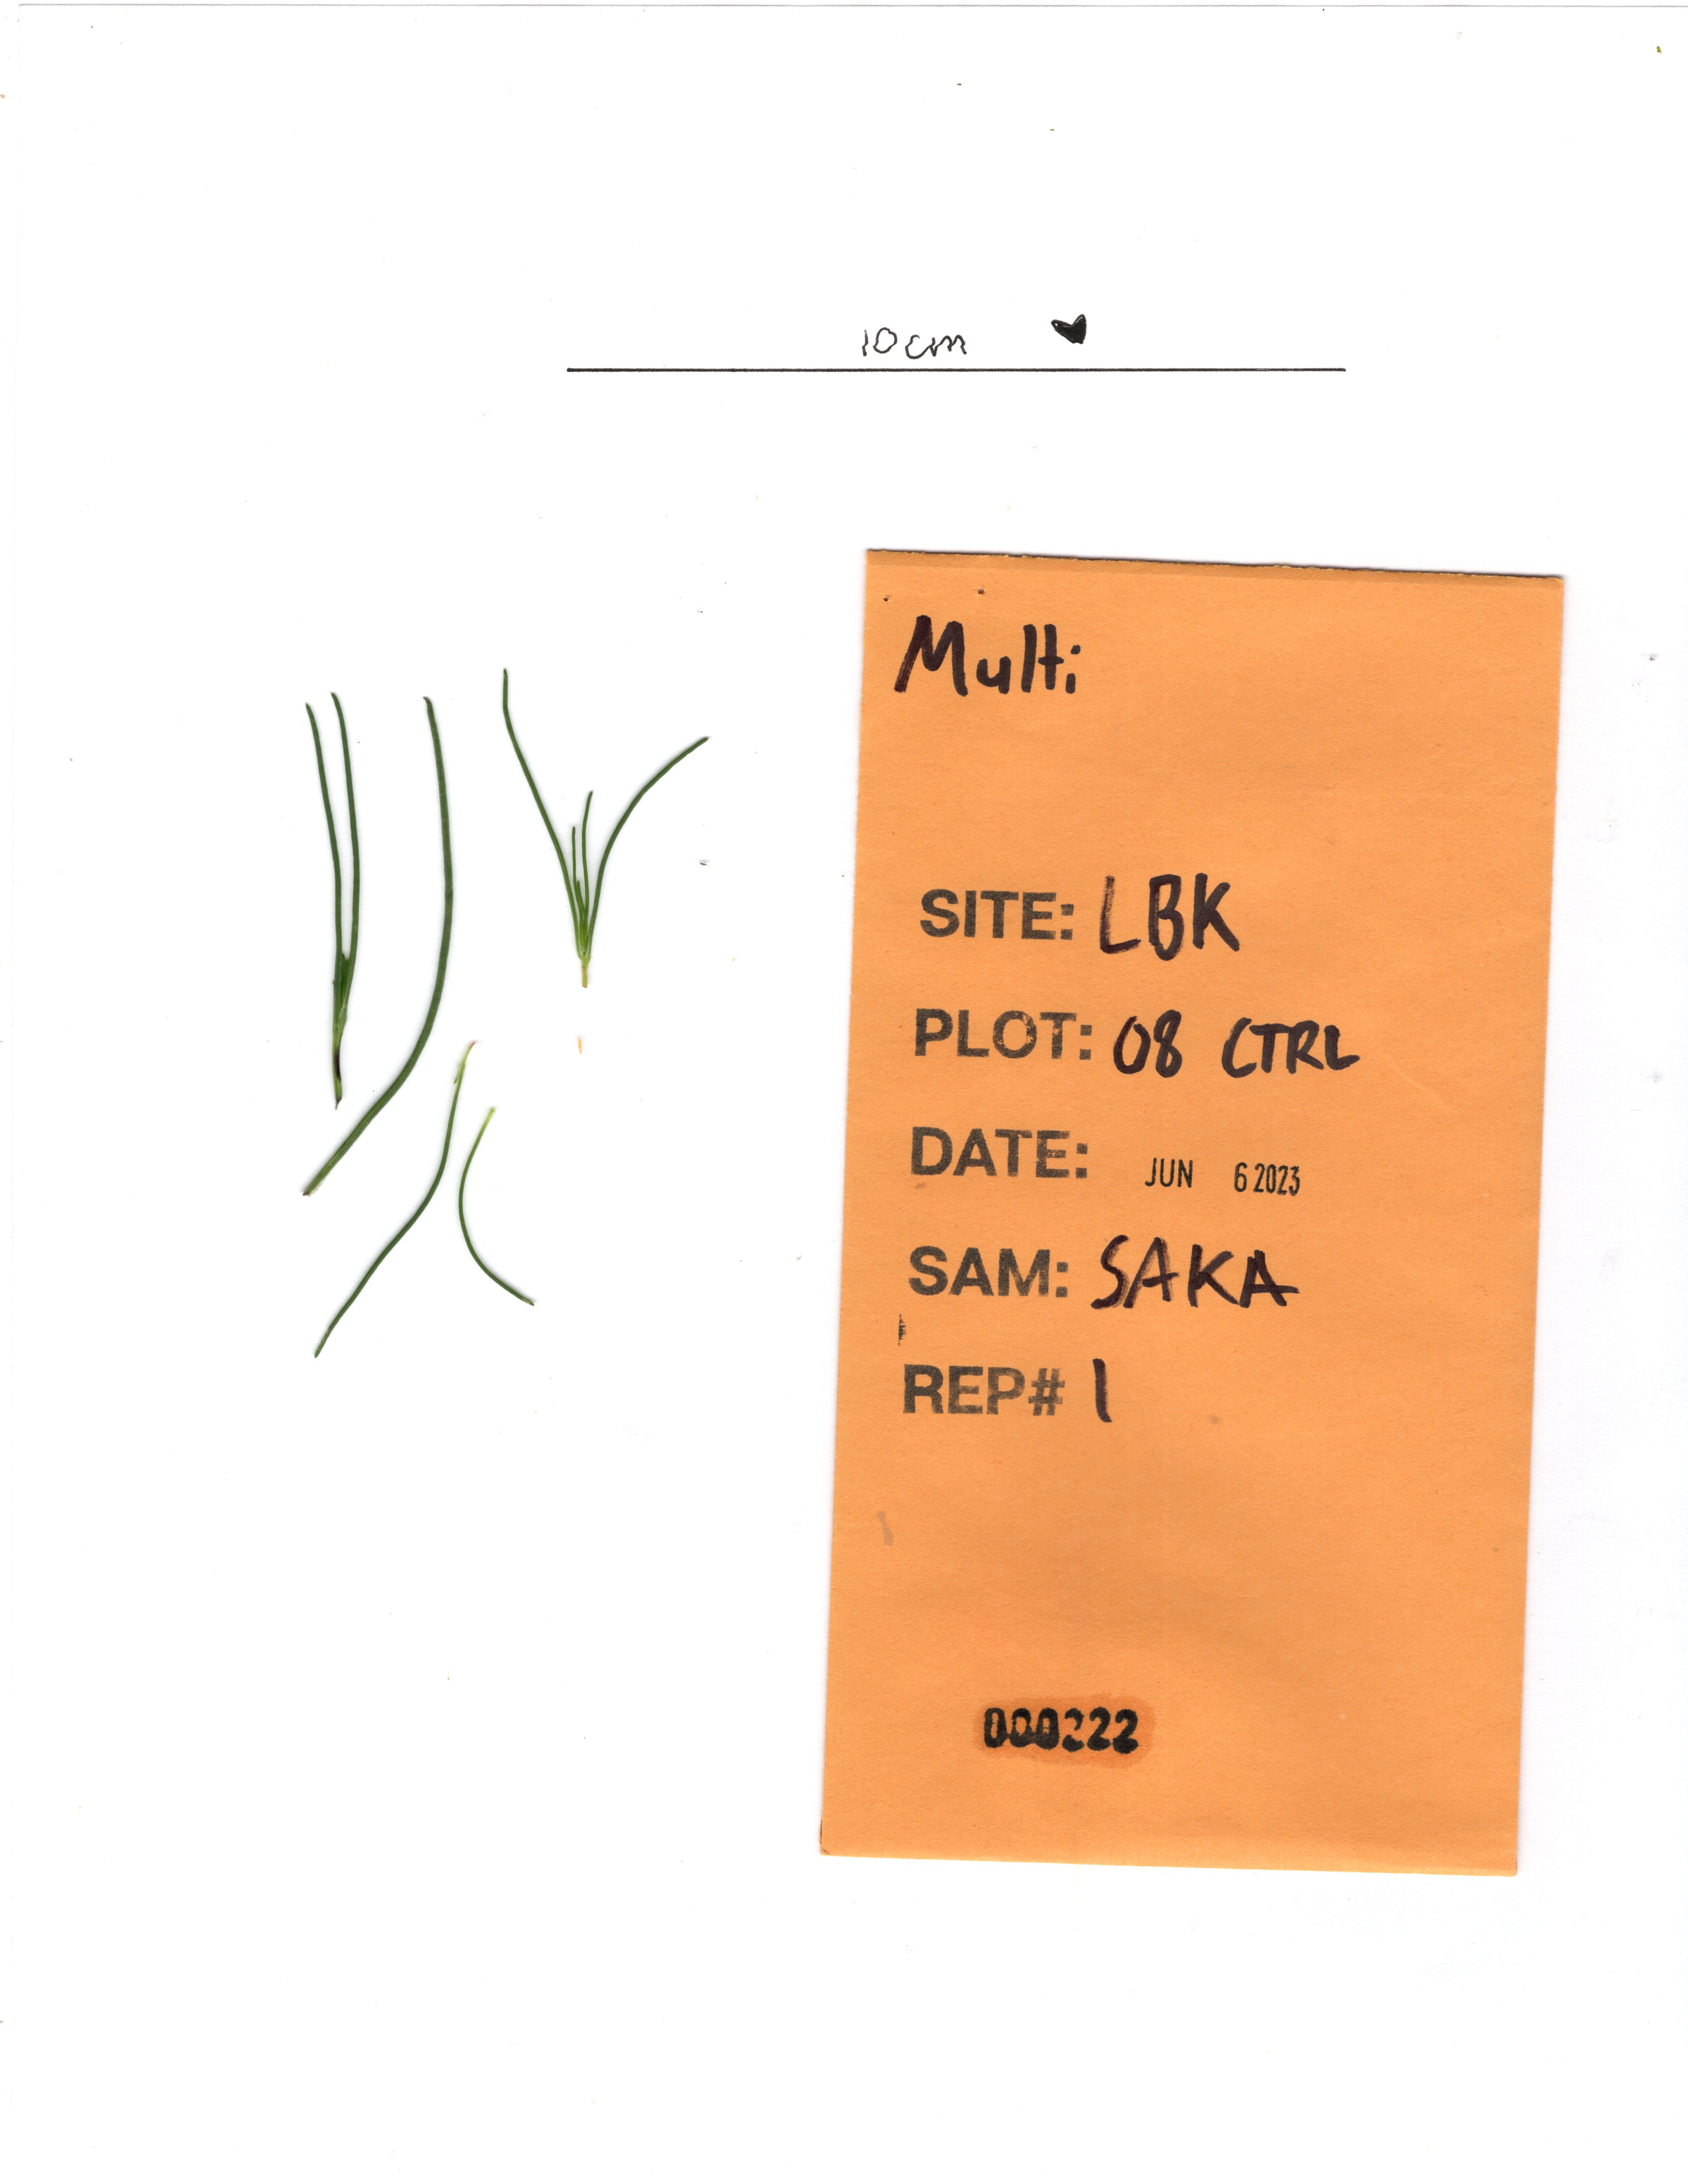 10cm
Multi
SITE: LBK
PLOT: 08 CTRL
DATE: JUN 6 2023
SAM: SAKA
REP# 1
000222